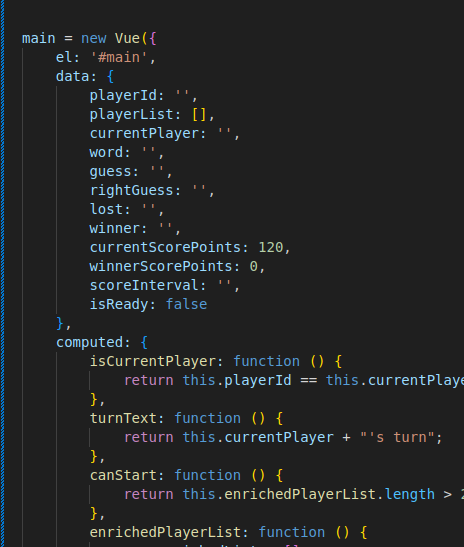 main = new Vue({
el: '#main',
data: {
playerId: '',
playerList: [],
currentPlayer: '',
word: '',
guess: '',
rightGuess: '',
lost: '',
winner: '',
currentScorePoints: 120,
winnerScorePoints: 0,
scoreInterval: '',
isReady: false
},
computed: {
isCurrentPlayer: function () {
return this.playerId == this.currentPlaye
},
turnText: function () {
return this.currentPlayer + "'s turn";
},
canStart: function () {
return this.enrichedPlayerList.length >
},
enrichedPlayerList: function () {